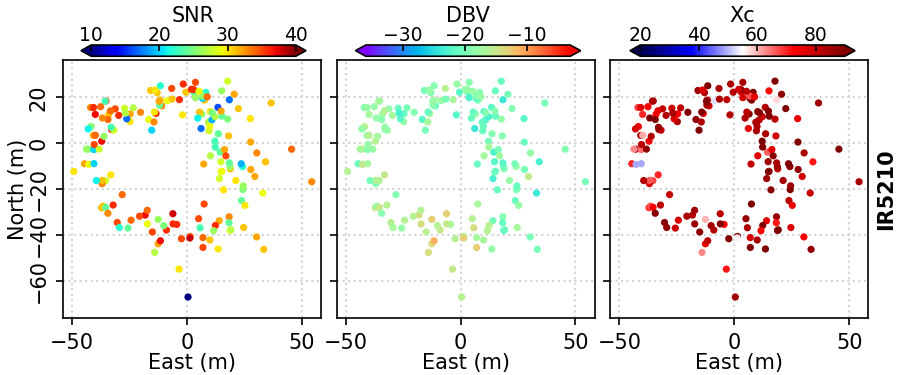 SNR DBV Xc
10 20 30 40 −30 −20 −10 20 40 60 80
20
0
−20
−40
−60
North (m)
IR5210
−50 0 50 −50 0 50 −50 0 50
East (m) East (m) East (m)